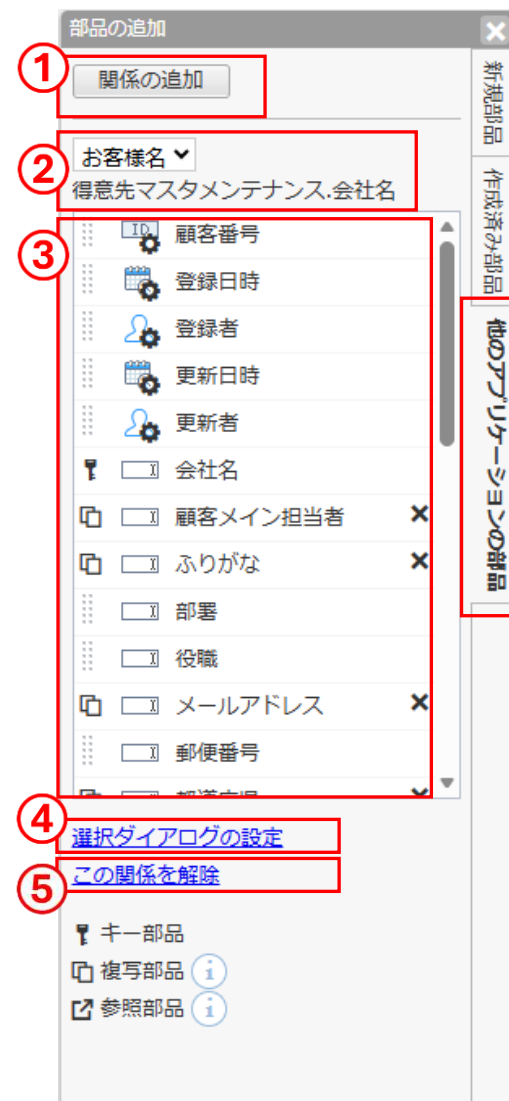 部品の追加
①
関係の追加
②
お客様名
得意先マスタメンテナンス.会社名
③
ID
顧客番号
登録日時
登録者
更新日時
更新者
会社名
顧客メイン担当者
ふりがな
部署
役職
メールアドレス
郵便番号
④
選択ダイアログの設定
⑤
この関係を解除
キー部品
複写部品 i
参照部品 i
新規部品
作成済み部品
他のアプリケーションの部品